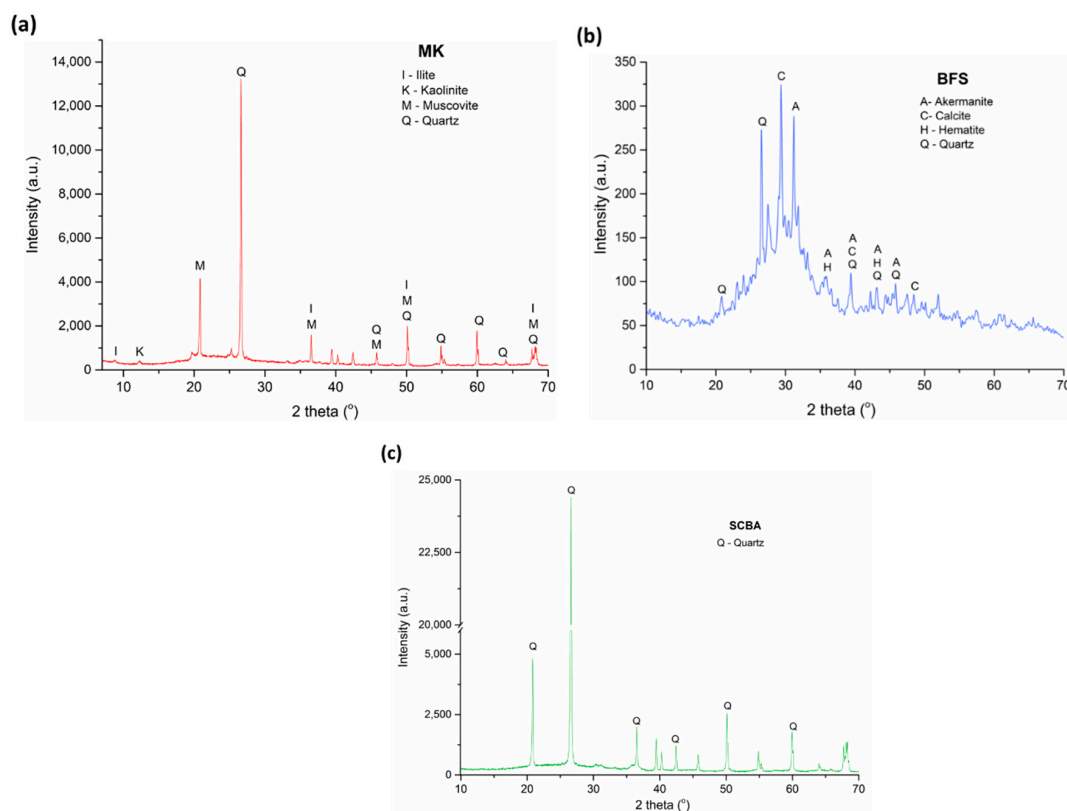 (a)
MK
I - Ilite
K - Kaolinite
M - Muscovite
Q - Quartz
14,000
12,000
10,000
8,000
6,000
4,000
2,000
0
Intensity (a.u.)
I
K
M
Q
I
M
Q
M
I
M
Q
Q
Q
Q
I
M
Q
10
20
30
40
50
60
70
2 theta (°)
(b)
BFS
A- Akermanite
C- Calcite
H - Hematite
Q - Quartz
350
300
250
200
150
100
50
0
Intensity (a.u.)
Q
Q
C
A
A
H
A
C
Q
A
H
Q
A
Q
C
10
20
30
40
50
60
70
2 theta (°)
(c)
SCBA
Q - Quartz
25,000
22,500
20,000
5,000
2,500
0
Intensity (a.u.)
Q
Q
Q
Q
Q
Q
10
20
30
40
50
60
70
2 theta (°)